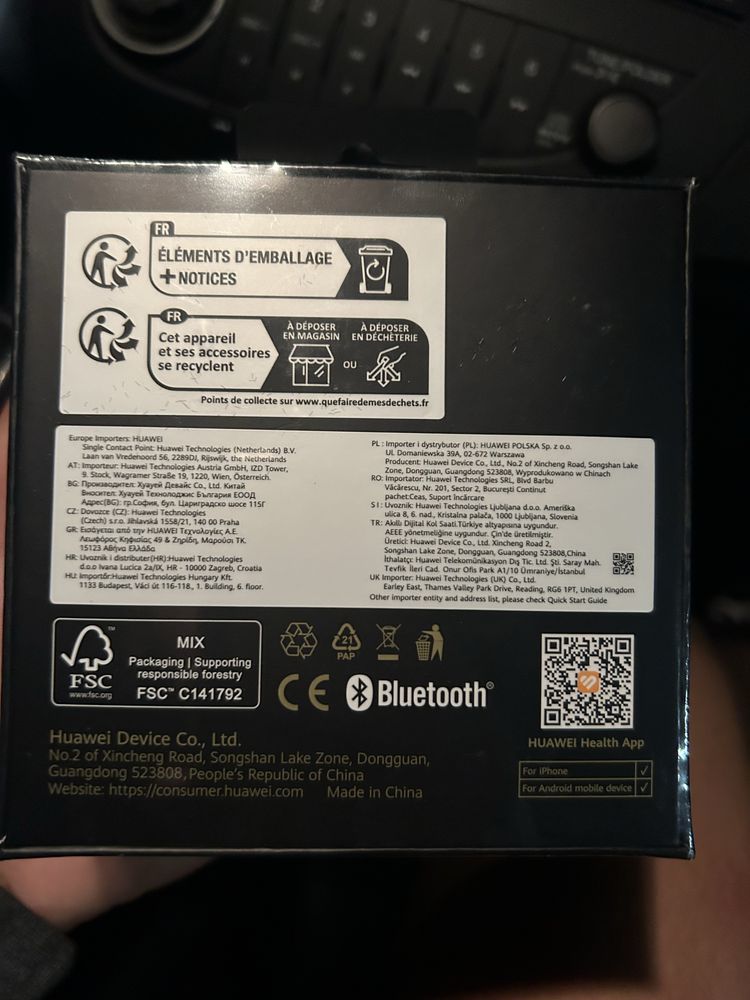 2
3
4
5
6
FR
ÉLÉMENTS D'EMBALLAGE
+ NOTICES
FR
Cet appareil
et ses accessoires
se recyclent
À DÉPOSER
EN MAGASIN
OU
À DÉPOSER
EN DÉCHÈTERIE
Points de collecte sur www.quefairedemesdechets.fr
Europe Importers: HUAWEI
Single Contact Point: Huawei Technologies (Netherlands) B.V.
Laan van Vredenoord 56, 2289DJ, Rijswijk, the Netherlands
AT: Importeur: Huawei Technologies Austria GmbH, IZD Tower,
9. Stock, Wagramer Straße 19, 1220, Wien, Österreich.
BG: Производител: Хуауей Девайс Ко., Ltd. Китай
Вносител: Хуауей Технолоджис България ЕООД
Адрес(BG): гр.София, бул. Цариградско шосе 115Г
CZ: Dovozce (CZ): Huawei Technologies
(Czech) s.r.o. Jihlavská 1558/21, 140 00 Praha
GR: Εισάγεται από την HUAWEI Τεχνολογίες Α.Ε.
Λεωφόρος Κηφισίας 49 & Ζηρίδη, Μαρούσι ΤΚ.
15123 Αθήνα Ελλάδα
HR: Uvoznik i distributer(HR):Huawei Technologies
d.o.o Ivana Lucica 2a/IX, HR - 10000 Zagreb, Croatia
HU: Importőr:Huawei Technologies Hungary Kft.
1133 Budapest, Váci út 116-118., 1. Building, 6. floor.
PL : Importer i dystrybutor (PL): HUAWEI POLSKA Sp. z o.o.
Ul. Domaniewska 39A, 02-672 Warszawa
Producent: Huawei Device Co., Ltd., No.2 of Xincheng Road, Songshan Lake
Zone, Dongguan, Guangdong 523808, Wyprodukowano w Chinach
RO: Importator: Huawei Technologies SRL, Blvd Barbu
Văcărescu, Nr. 201, Sector 2, București Continut
pachet:Ceas, Suport încărcare
S I : Uvoznik: Huawei Technologies Ljubljana d.o.o. Ameriška
ulica 8, 6. nad., Kristalna palača, 1000 Ljubljana, Slovenia
TR: Akıllı Dijital Kol Saati.Türkiye altyapısına uygundur.
AEEE yönetmeliğine uygundur. Çin'de üretilmiştir.
Üretici: Huawei Device Co., Ltd. Xincheng Road 2,
Songshan Lake Zone, Dongguan, Guangdong 523808,China
İthalatçı: Huawei Telekomünikasyon Dış Tic. Ltd. Şti. Saray Mah.
Tevfik İleri Cad. Onur Ofis Park A1/10 Ümraniye/İstanbul
UK Importer: Huawei Technologies (UK) Co., Ltd.
Earley East, Thames Valley Park Drive, Reading, RG6 1PT, United Kingdom
Other importer entity and address list, please check Quick Start Guide
FSC
www.fsc.org
MIX
Packaging | Supporting
responsible forestry
FSC™ C141792
21
PAP
CE
Bluetooth®
HUAWEI Health App
For iPhone ✓
For Android mobile device ✓
Huawei Device Co., Ltd.
No.2 of Xincheng Road, Songshan Lake Zone, Dongguan,
Guangdong 523808, People's Republic of China
Website: https://consumer.huawei.com Made in China